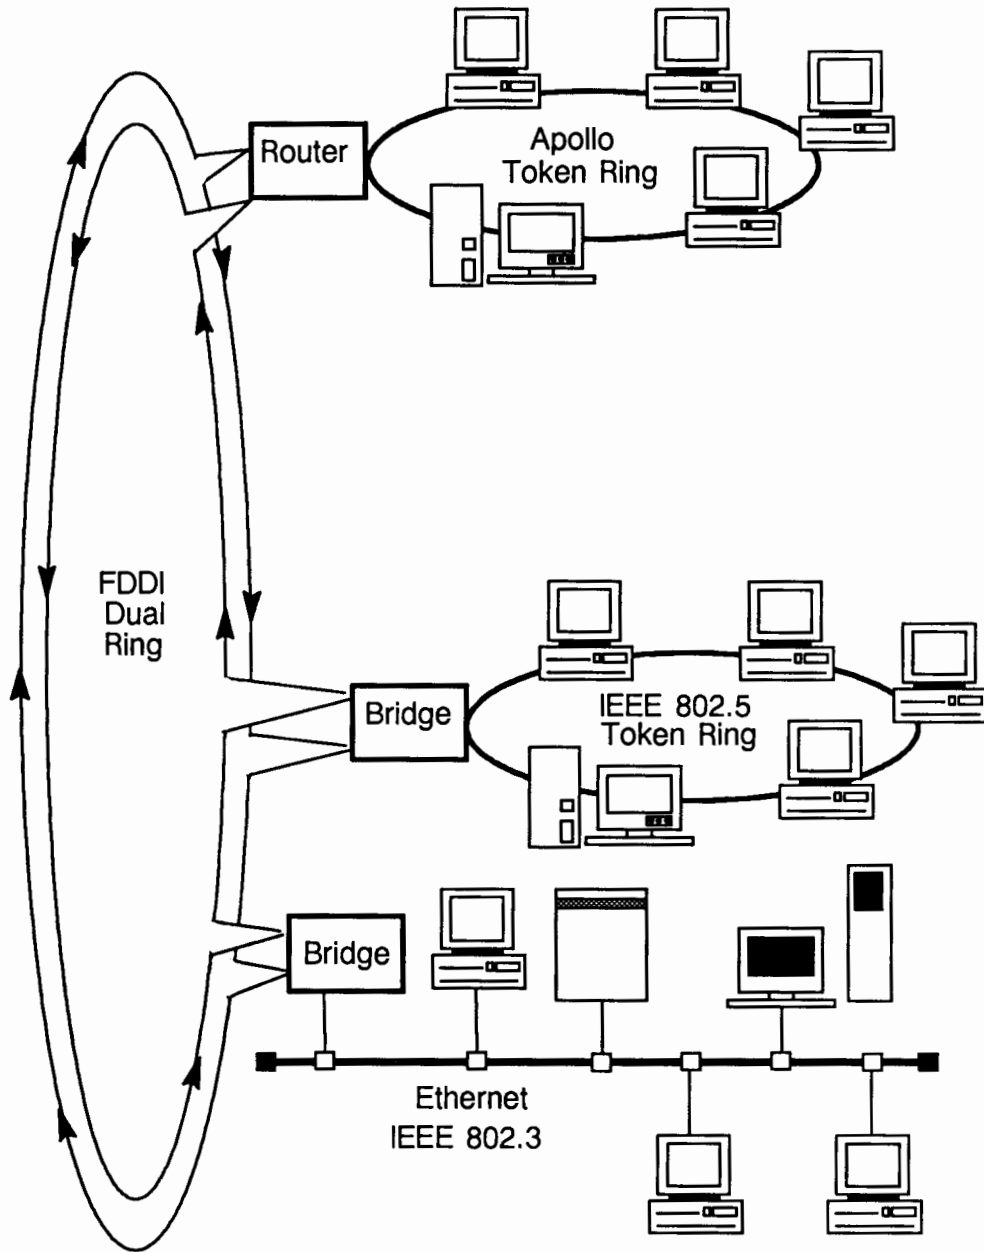 Router
Apollo
Token Ring
FDDI
Dual
Ring
Bridge
IEEE 802.5
Token Ring
Bridge
Ethernet
IEEE 802.3